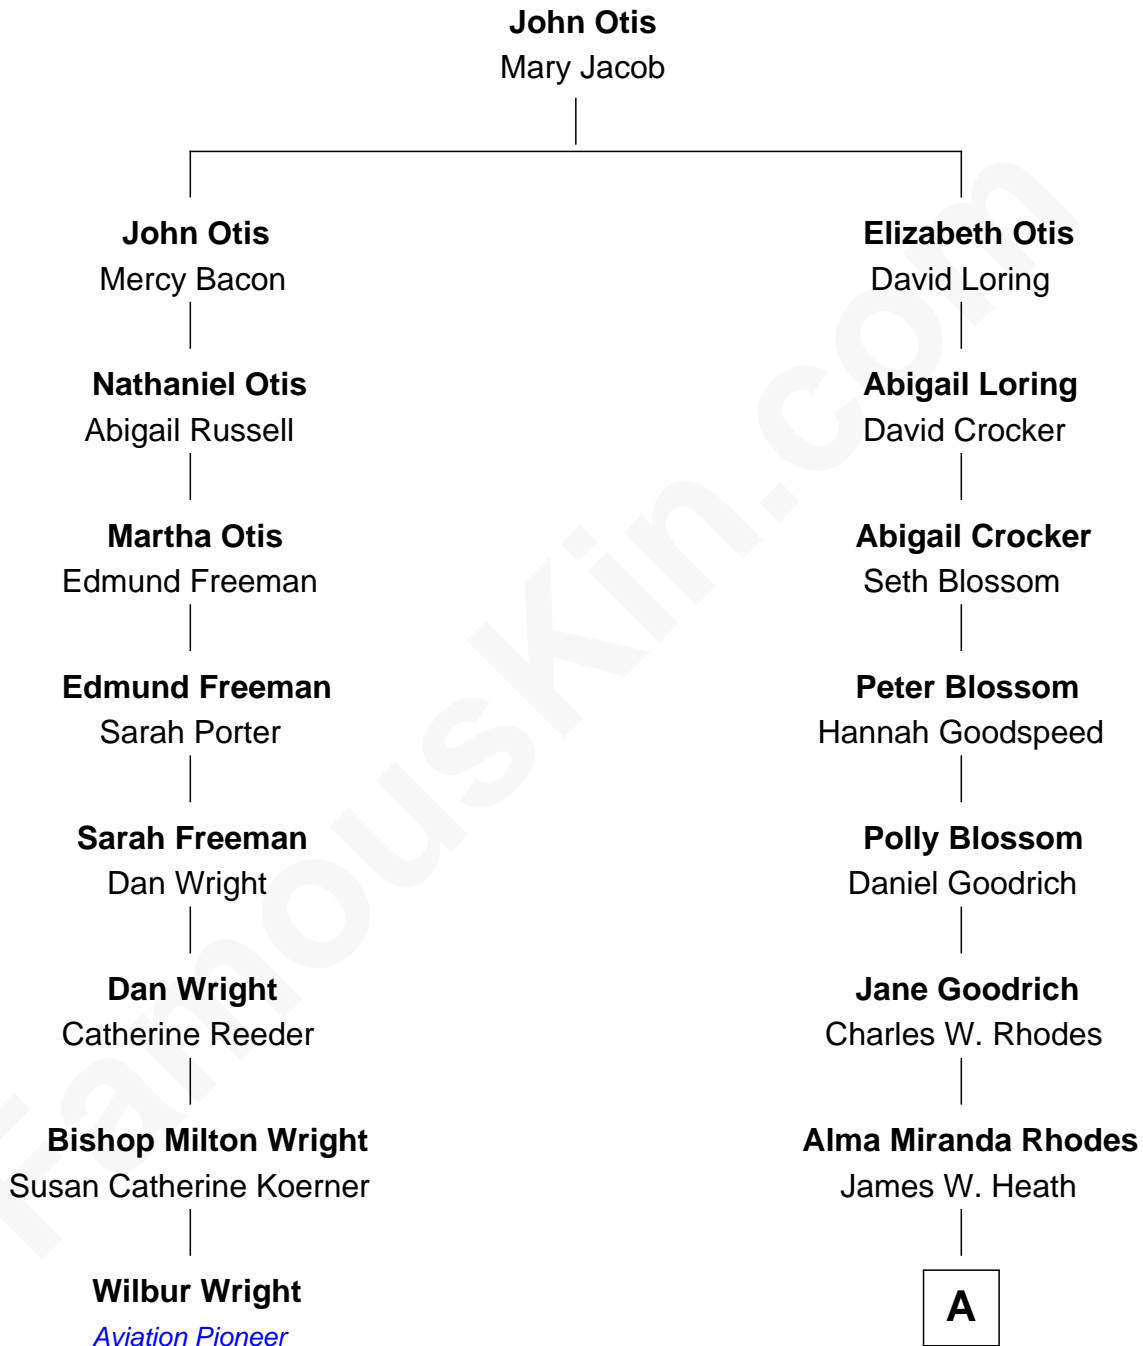 John Otis
Mary Jacob
John Otis
Mercy Bacon
Elizabeth Otis
David Loring
Nathaniel Otis
Abigail Russell
Abigail Loring
David Crocker
Martha Otis
Edmund Freeman
Abigail Crocker
Seth Blossom
Edmund Freeman
Sarah Porter
Peter Blossom
Hannah Goodspeed
Sarah Freeman
Dan Wright
Polly Blossom
Daniel Goodrich
Dan Wright
Catherine Reeder
Jane Goodrich
Charles W. Rhodes
Bishop Milton Wright
Susan Catherine Koerner
Alma Miranda Rhodes
James W. Heath
Wilbur Wright
Aviation Pioneer
A
FamousKin.com